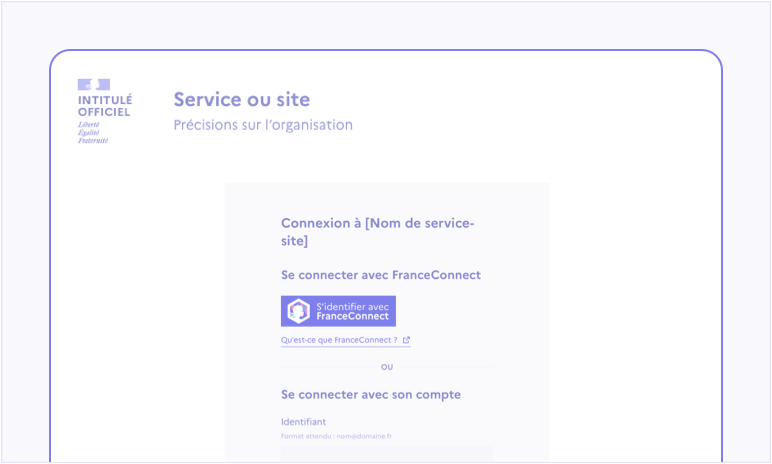 INTITULÉ
OFFICIEL
Liberté
Égalité
Fraternité
Service ou site
Précisions sur l'organisation
Connexion à [Nom de service-
site]
Se connecter avec FranceConnect
S'identifier avec
FranceConnect
Qu'est-ce que FranceConnect ?
ou
Se connecter avec son compte
Identifiant
Format attendu : nom@domaine.fr